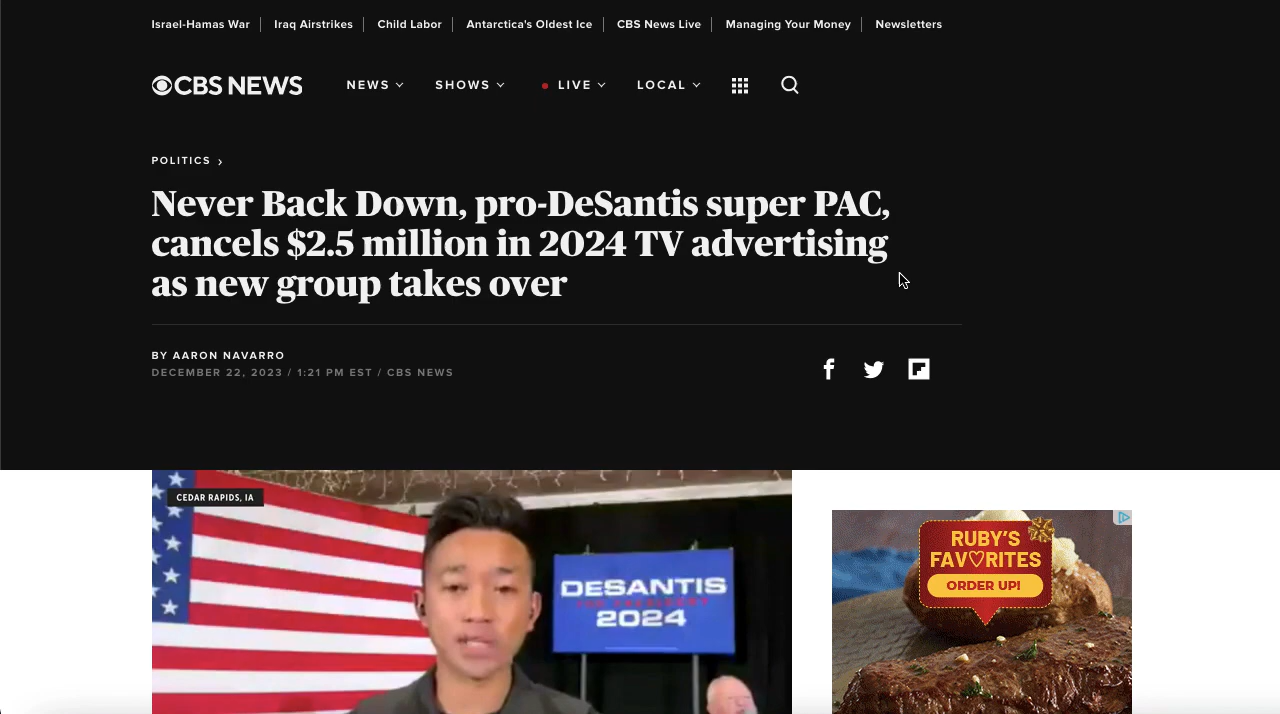 Israel-Hamas War
Iraq Airstrikes
Child Labor
Antarctica's Oldest Ice
CBS News Live
Managing Your Money
Newsletters
CBS NEWS
NEWS
SHOWS
LIVE
LOCAL
POLITICS
Never Back Down, pro-DeSantis super PAC,
cancels $2.5 million in 2024 TV advertising
as new group takes over
BY AARON NAVARRO
DECEMBER 22, 2023 / 1:21 PM EST / CBS NEWS
CEDAR RAPIDS, IA
DESANTIS
2024
RUBY'S
FAV♡RITES
ORDER UP!